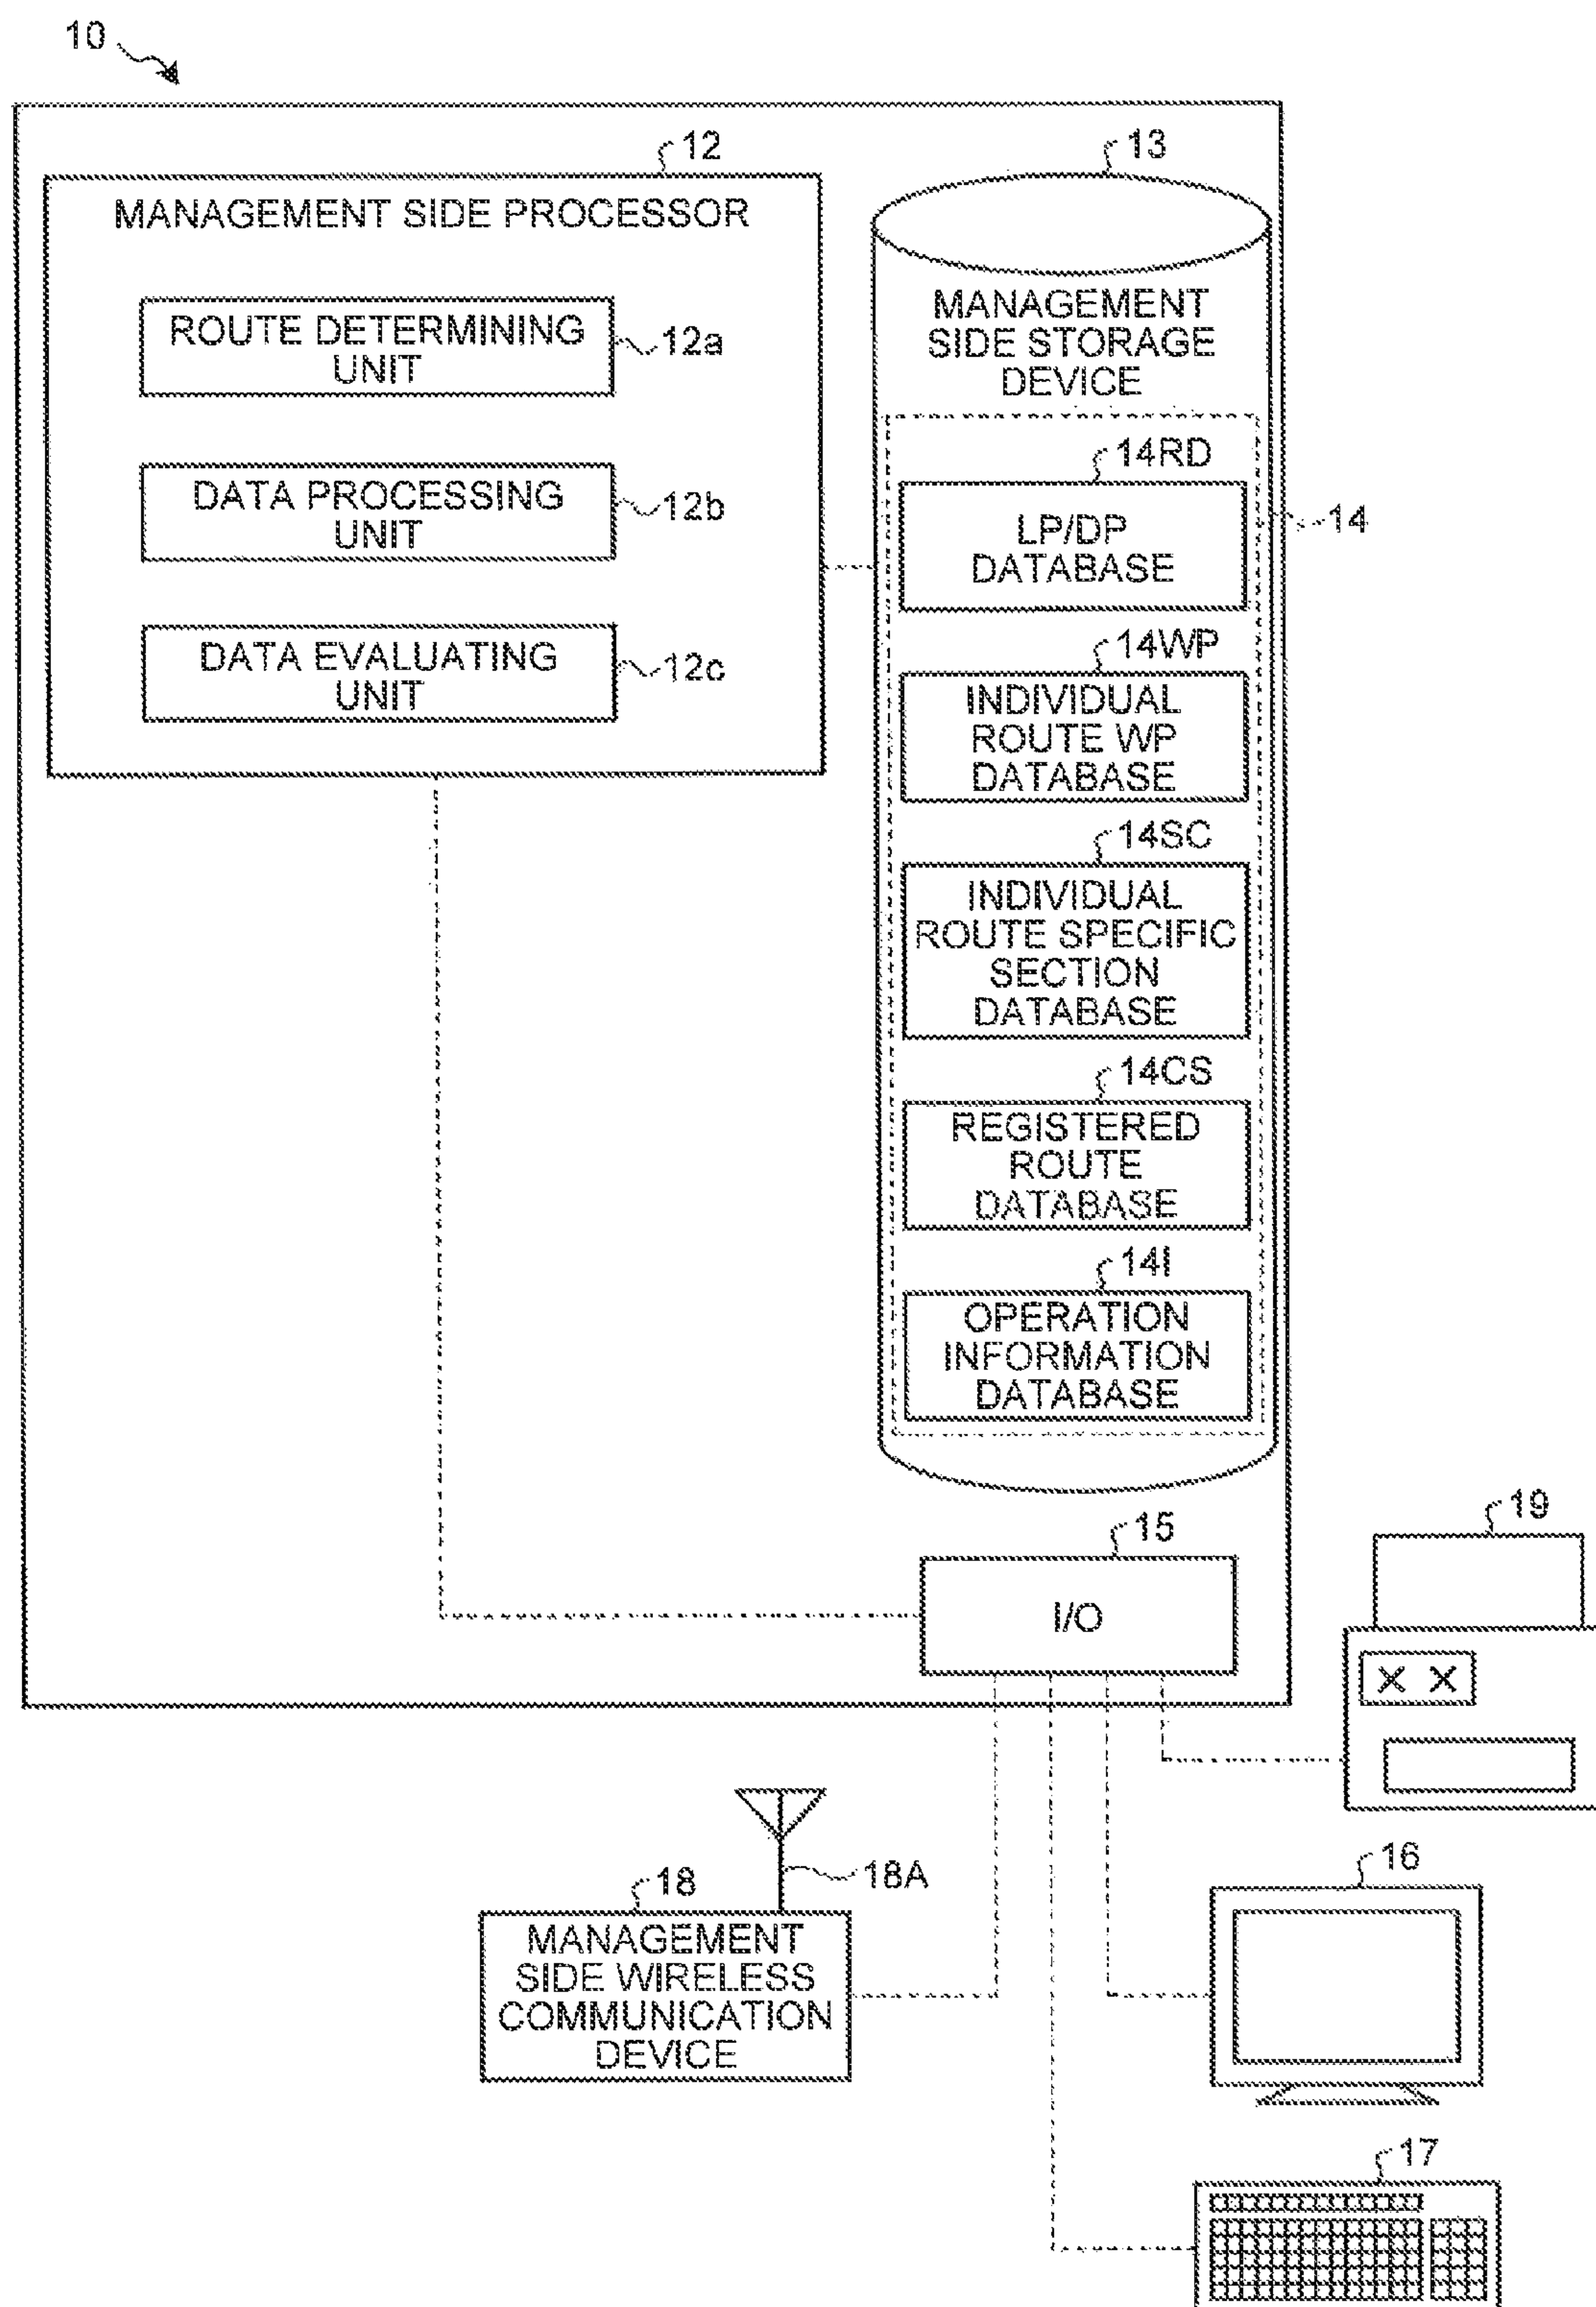 10
12
MANAGEMENT SIDE PROCESSOR
ROUTE DETERMINING
UNIT
12a
DATA PROCESSING
UNIT
12b
DATA EVALUATING
UNIT
12c
13
MANAGEMENT
SIDE STORAGE
DEVICE
14
14RD
LP/DP
DATABASE
14WP
INDIVIDUAL
ROUTE WP
DATABASE
14SC
INDIVIDUAL
ROUTE SPECIFIC
SECTION
DATABASE
14CS
REGISTERED
ROUTE
DATABASE
14I
OPERATION
INFORMATION
DATABASE
15
I/O
19
X X
18
18A
MANAGEMENT
SIDE WIRELESS
COMMUNICATION
DEVICE
16
17